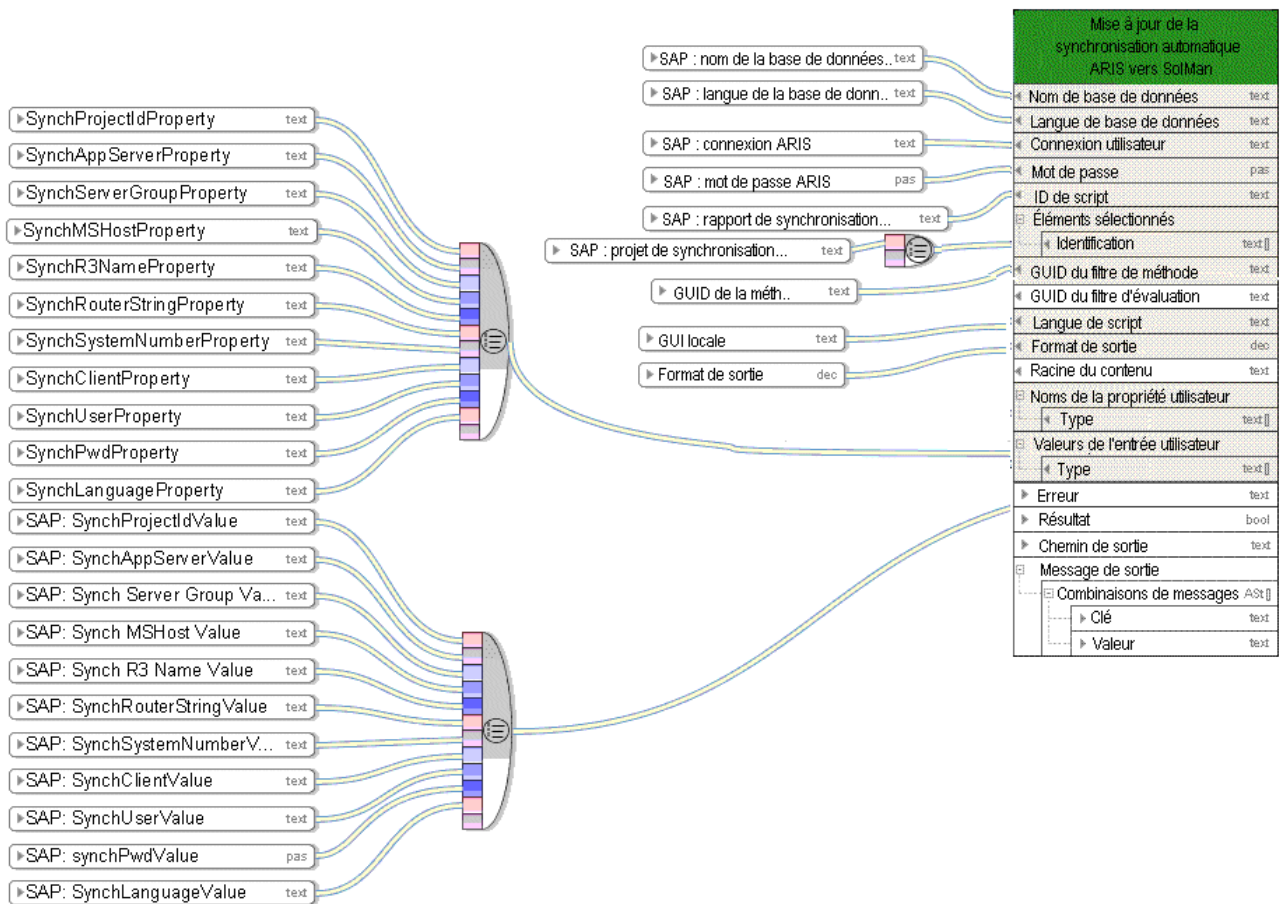 Mise à jour de la
synchronisation automatique
ARIS vers SolMan
SAP : nom de la base de données.. text
SAP : langue de la base de donn.. text
SAP : connexion ARIS text
SAP : mot de passe ARIS pas
SAP : rapport de synchronisation... text
SAP : projet de synchronisation... text
GUID de la méth.. text
GUI locale text
Format de sortie dec
Nom de base de données text
Langue de base de données text
Connexion utilisateur text
Mot de passe pas
ID de script text
Éléments sélectionnés
Identification text[]
GUID du filtre de méthode text
GUID du filtre d'évaluation text
Langue de script text
Format de sortie dec
Racine du contenu text
Noms de la propriété utilisateur
Type text[]
Valeurs de l'entrée utilisateur
Type text[]
Erreur text
Résultat bool
Chemin de sortie text
Message de sortie
Combinaisons de messages ASt[]
Clé text
Valeur text
SynchProjectIdProperty text
SynchAppServerProperty text
SynchServerGroupProperty text
SynchMSHostProperty text
SynchR3NameProperty text
SynchRouterStringProperty text
SynchSystemNumberProperty text
SynchClientProperty text
SynchUserProperty text
SynchPwdProperty text
SynchLanguageProperty text
SAP: SynchProjectIdValue text
SAP: SynchAppServerValue text
SAP: Synch Server Group Va... text
SAP: Synch MSHost Value text
SAP: Synch R3 Name Value text
SAP: SynchRouterStringValue text
SAP: SynchSystemNumberV... text
SAP: SynchClientValue text
SAP: SynchUserValue text
SAP: synchPwdValue pas
SAP: SynchLanguageValue text